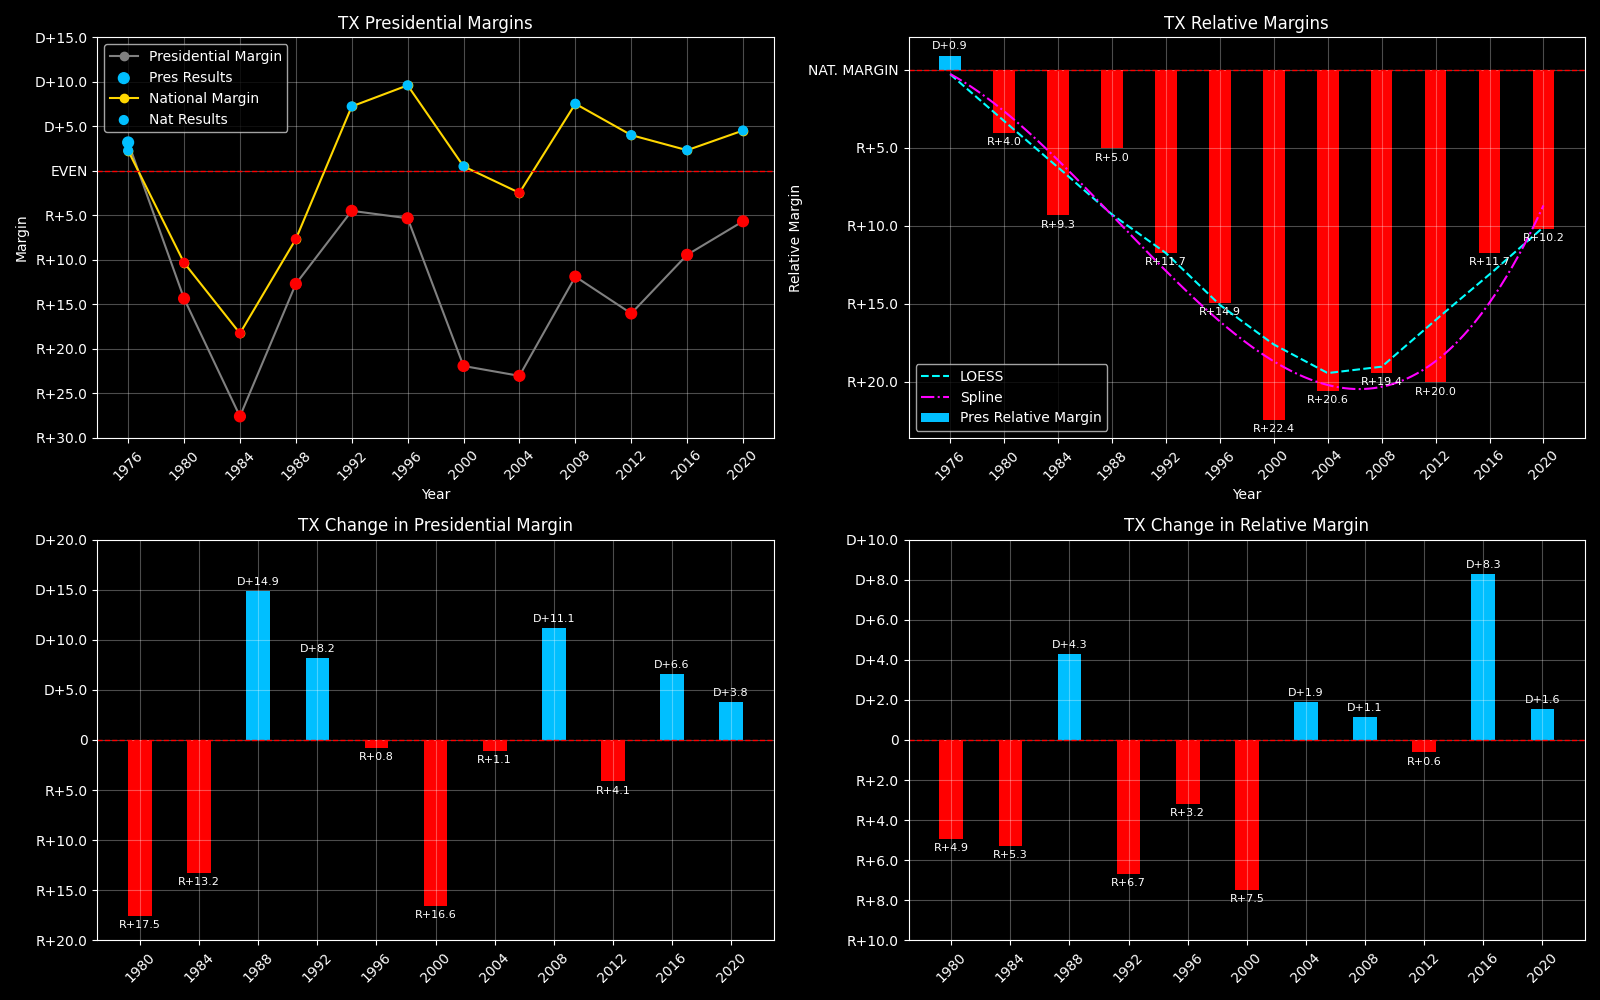 TX Presidential Margins
D+15.0
D+10.0
D+5.0
EVEN
R+5.0
R+10.0
R+15.0
R+20.0
R+25.0
R+30.0
Margin
Presidential Margin
Pres Results
National Margin
Nat Results
1976
1980
1984
1988
1992
1996
2000
2004
2008
2012
2016
2020
Year
TX Relative Margins
NAT. MARGIN
R+5.0
R+10.0
R+15.0
R+20.0
Relative Margin
D+0.9
R+4.0
R+9.3
R+5.0
R+11.7
R+14.9
R+22.4
R+20.6
R+19.4
R+20.0
R+11.7
R+10.2
LOESS
Spline
Pres Relative Margin
1976
1980
1984
1988
1992
1996
2000
2004
2008
2012
2016
2020
Year
TX Change in Presidential Margin
D+20.0
D+15.0
D+10.0
D+5.0
0
R+5.0
R+10.0
R+15.0
R+20.0
R+17.5
R+13.2
D+14.9
D+8.2
R+0.8
R+16.6
R+1.1
D+11.1
R+4.1
D+6.6
D+3.8
1980
1984
1988
1992
1996
2000
2004
2008
2012
2016
2020
TX Change in Relative Margin
D+10.0
D+8.0
D+6.0
D+4.0
D+2.0
0
R+2.0
R+4.0
R+6.0
R+8.0
R+10.0
R+4.9
R+5.3
D+4.3
R+6.7
R+3.2
R+7.5
D+1.9
D+1.1
R+0.6
D+8.3
D+1.6
1980
1984
1988
1992
1996
2000
2004
2008
2012
2016
2020